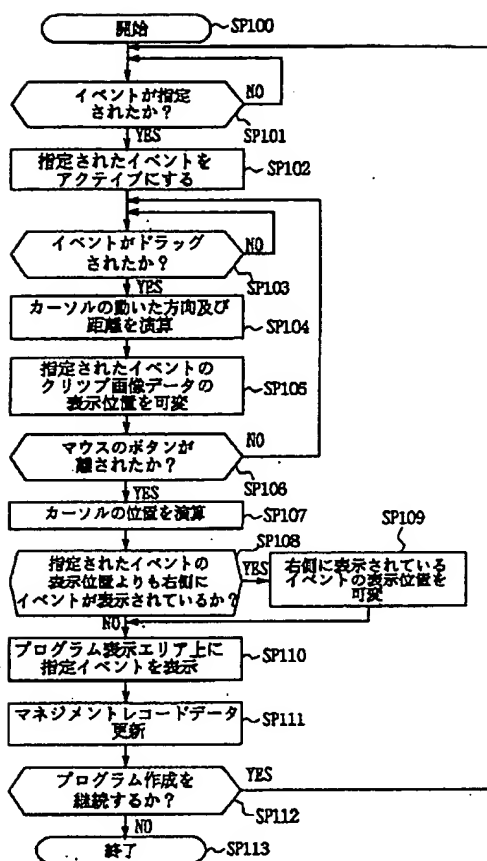 開始
SP100
イベントが指定
されたか？
NO
SP101
YES
指定されたイベントを
アクティブにする
SP102
イベントがドラッグ
されたか？
NO
SP103
YES
カーソルの動いた方向及び
距離を演算
SP104
指定されたイベントの
クリップ画像データの
表示位置を可変
SP105
マウスのボタンが
離されたか？
NO
SP106
YES
カーソルの位置を演算
SP107
指定されたイベントの
表示位置よりも右側に
イベントが表示されているか？
SP108
YES
右側に表示されている
イベントの表示位置を
可変
SP109
NO
プログラム表示エリア上に
指定イベントを表示
SP110
マネジメントレコードデータ
更新
SP111
プログラム作成を
継続するか？
YES
SP112
NO
終了
SP113